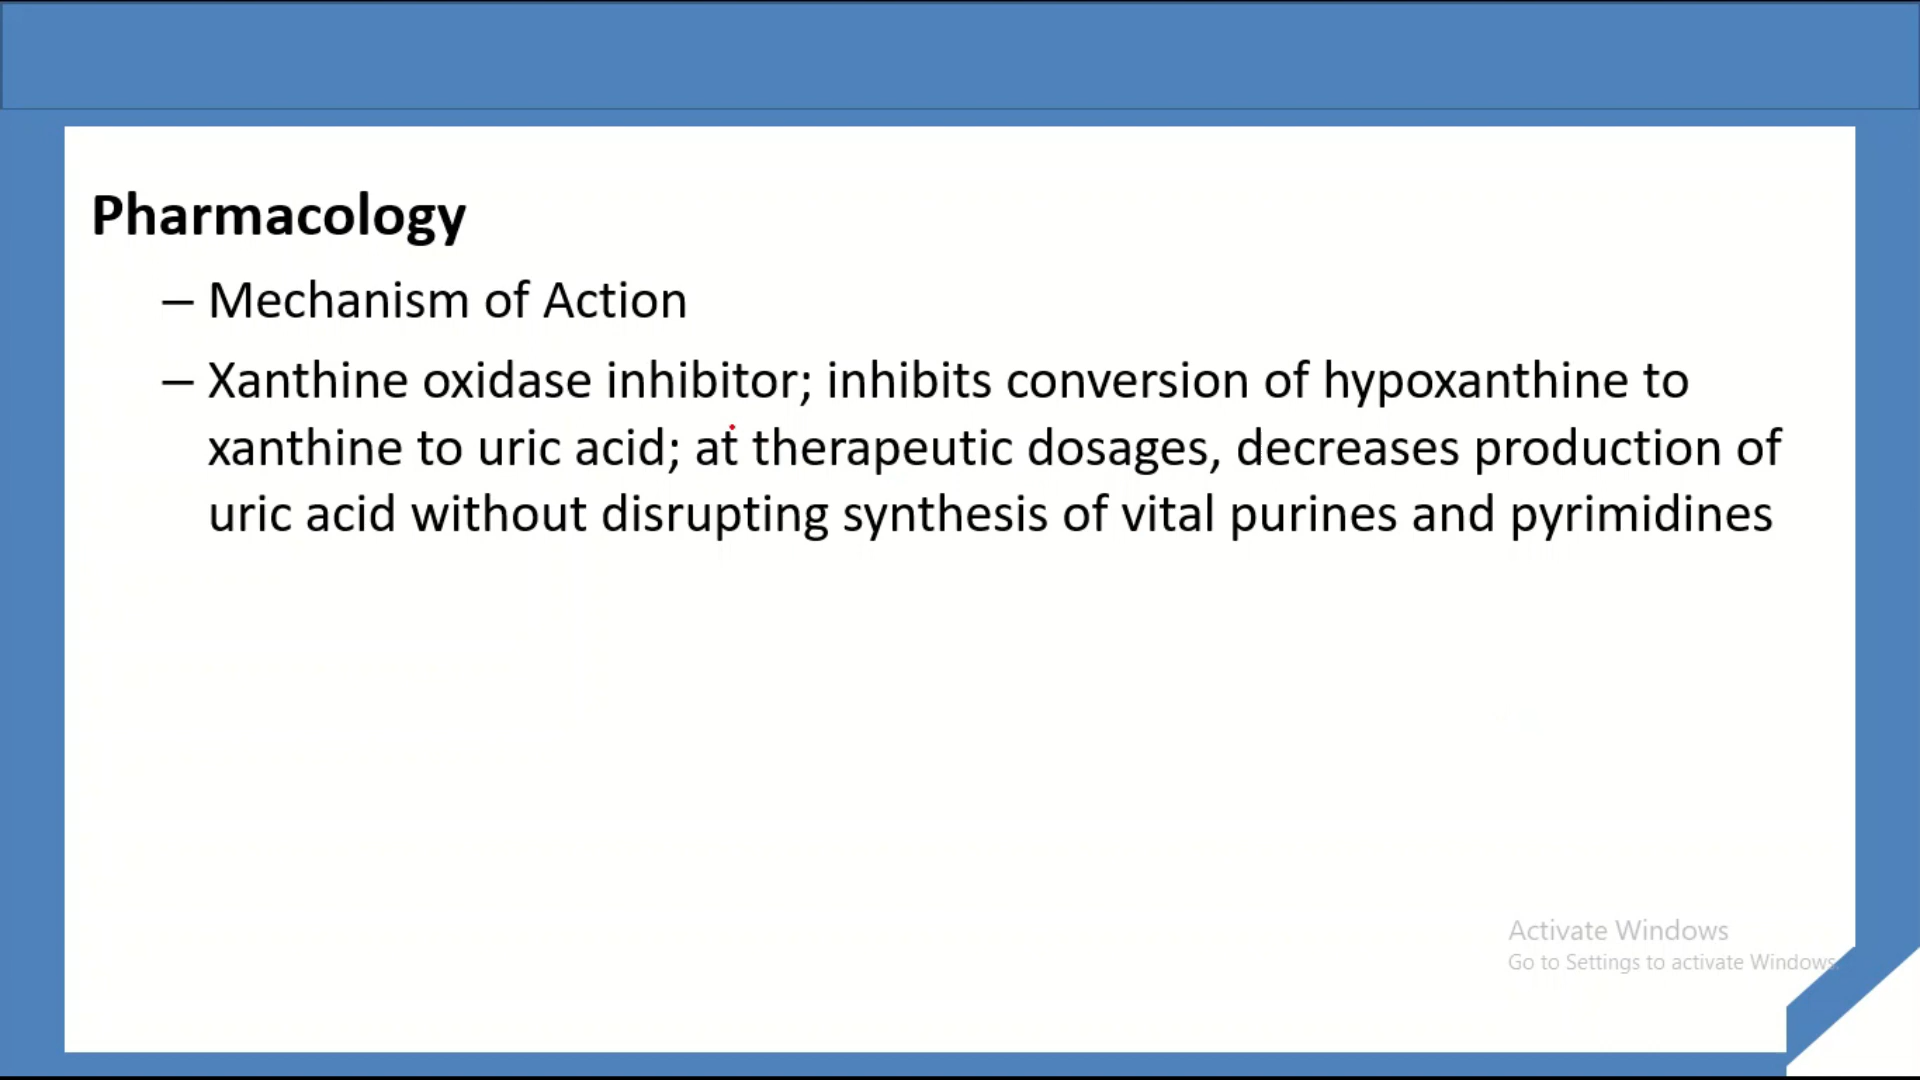 Pharmacology
– Mechanism of Action
– Xanthine oxidase inhibitor; inhibits conversion of hypoxanthine to
xanthine to uric acid; at therapeutic dosages, decreases production of
uric acid without disrupting synthesis of vital purines and pyrimidines
Activate Windows
Go to Settings to activate Windows.